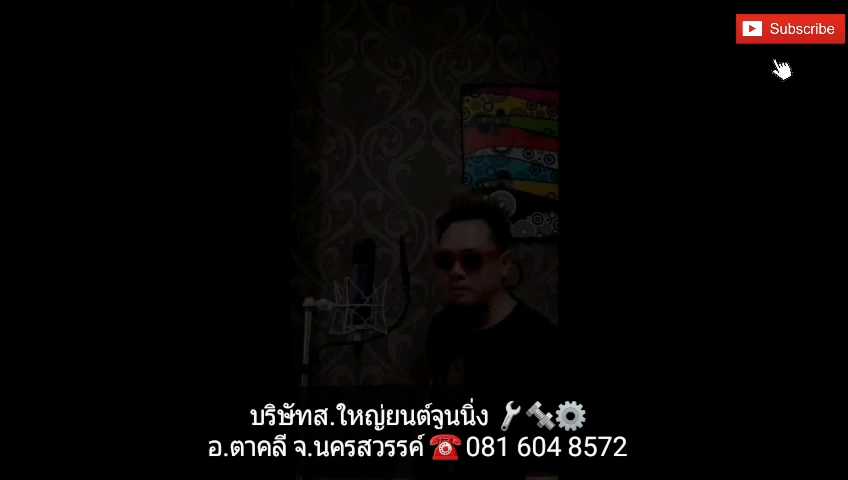 Subscribe
บริษัทส.ใหญ่ยนต์จูนนิ่ง 🔧🔩⚙️
อ.ตาคลี จ.นครสวรรค์ ☎️ 081 604 8572